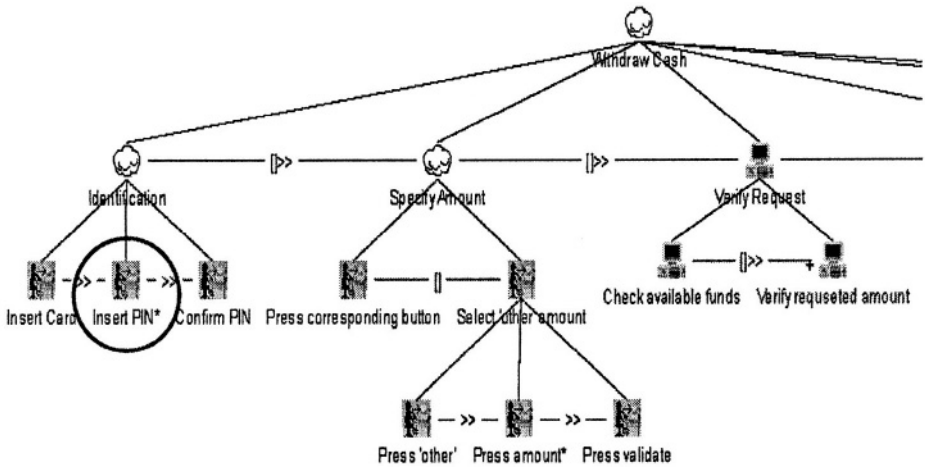 Withdraw Cash
[]>> []>>
Identification Specify Amount Verify Request
>> >> [] []>>
Insert Card Insert PIN* Confirm PIN Press corresponding button Select 'other' amount Check available funds Verify requseted amount
>> >>
Press 'other' Press amount* Press validate